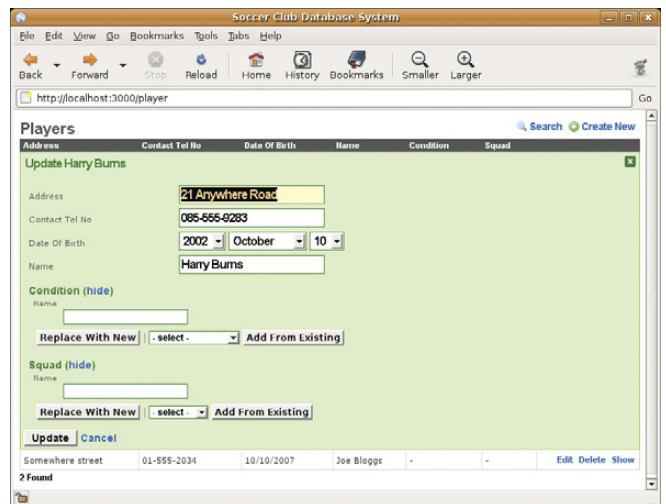 Soccer Club Database System
File Edit View Go Bookmarks Tools Tabs Help
Back Forward Stop Reload Home History Bookmarks Smaller Larger
http://localhost:3000/player Go
Players Search Create New
Address Contact Tel No Date Of Birth Name Condition Squad
Update Harry Burns
Address 21 Anywhere Road
Contact Tel No 085-555-9283
Date Of Birth 2002 October 10
Name Harry Burns
Condition (hide)
Name
Replace With New | - select - Add From Existing
Squad (hide)
Name
Replace With New | - select - Add From Existing
Update Cancel
Somewhere street 01-555-2034 10/10/2007 Joe Bloggs - - Edit Delete Show
2 Found